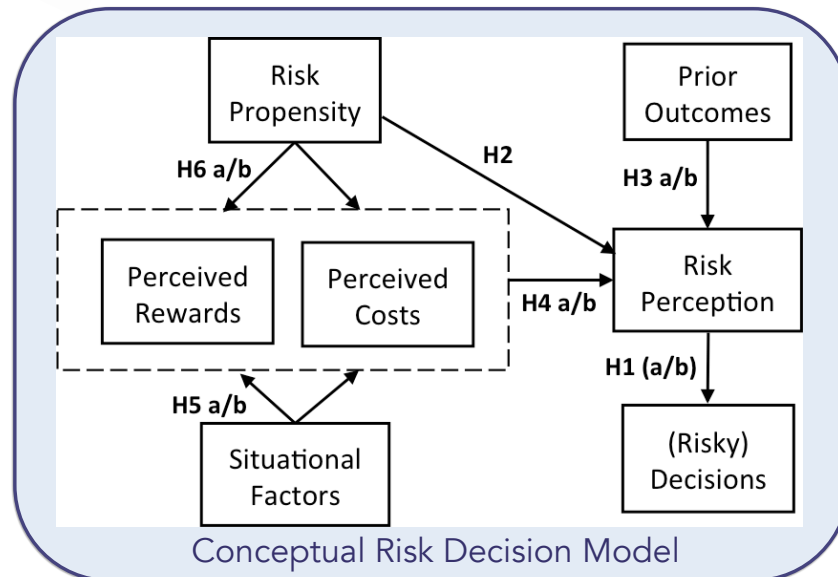 Risk
Propensity
Prior
Outcomes
H6 a/b
H2
H3 a/b
Perceived
Rewards
Perceived
Costs
H4 a/b
Risk
Perception
H5 a/b
H1 (a/b)
Situational
Factors
(Risky)
Decisions
Conceptual Risk Decision Model